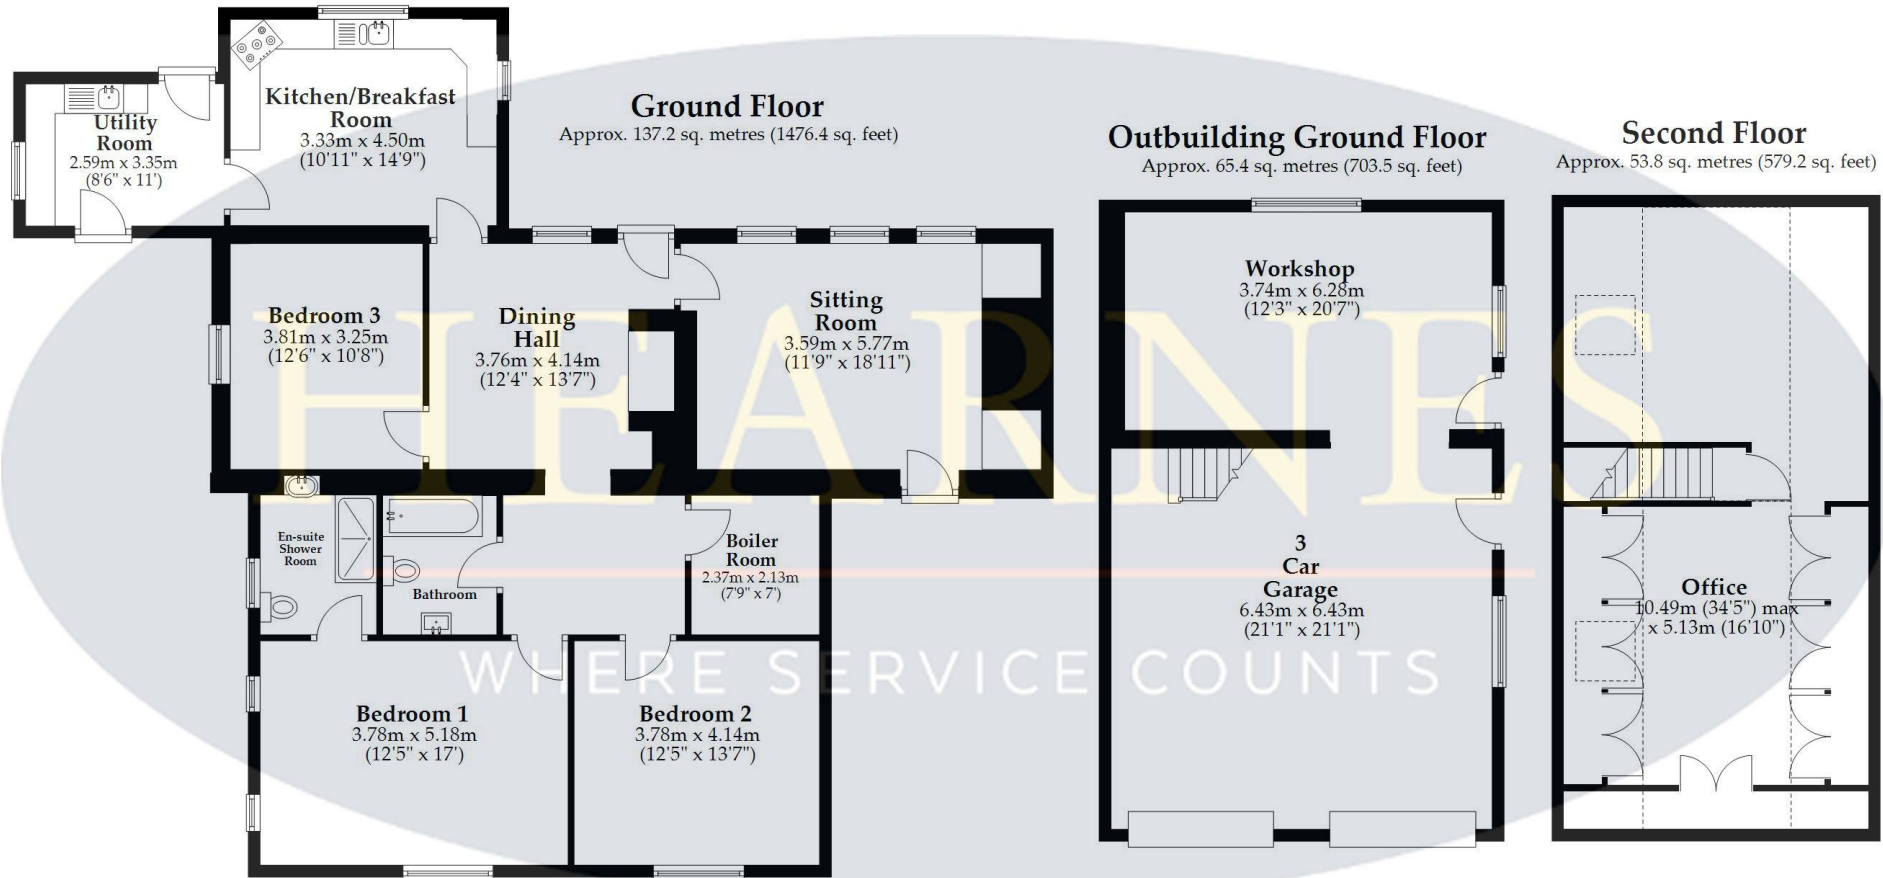 Kitchen/Breakfast
Room
3.33m x 4.50m
(10'11" x 14'9")
Utility
Room
2.59m x 3.35m
(8'6" x 11')
Ground Floor
Approx. 137.2 sq. metres (1476.4 sq. feet)
Bedroom 3
3.81m x 3.25m
(12'6" x 10'8")
Dining
Hall
3.76m x 4.14m
(12'4" x 13'7")
Sitting
Room
3.59m x 5.77m
(11'9" x 18'11")
En-suite
Shower
Room
Bathroom
Boiler
Room
2.37m x 2.13m
(7'9" x 7')
Bedroom 1
3.78m x 5.18m
(12'5" x 17')
Bedroom 2
3.78m x 4.14m
(12'5" x 13'7")
Outbuilding Ground Floor
Approx. 65.4 sq. metres (703.5 sq. feet)
Workshop
3.74m x 6.28m
(12'3" x 20'7")
3
Car
Garage
6.43m x 6.43m
(21'1" x 21'1")
Second Floor
Approx. 53.8 sq. metres (579.2 sq. feet)
Office
10.49m (34'5") max
x 5.13m (16'10")
HEARNES
WHERE SERVICE COUNTS